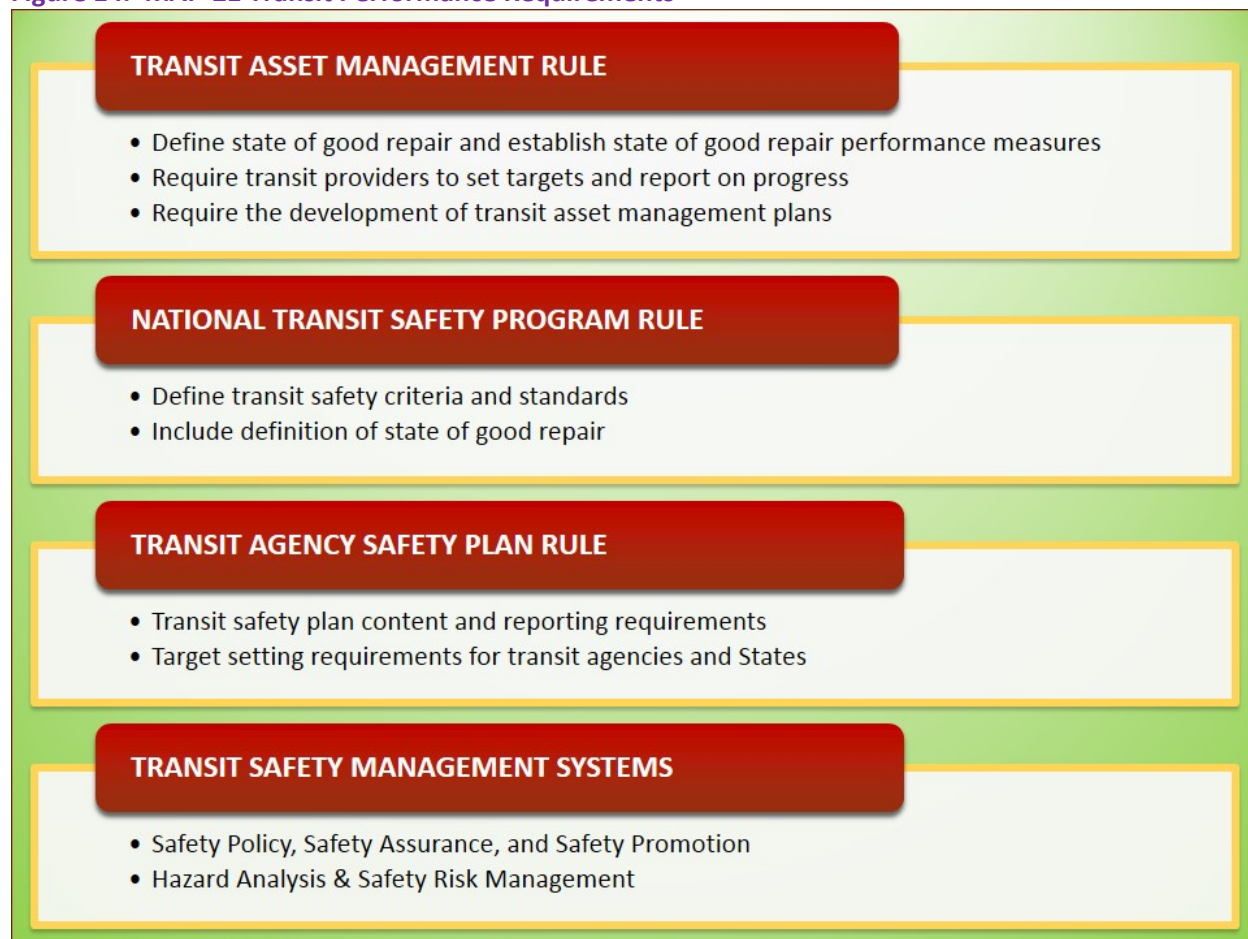 TRANSIT ASSET MANAGEMENT RULE
• Define state of good repair and establish state of good repair performance measures
• Require transit providers to set targets and report on progress
• Require the development of transit asset management plans
NATIONAL TRANSIT SAFETY PROGRAM RULE
• Define transit safety criteria and standards
• Include definition of state of good repair
TRANSIT AGENCY SAFETY PLAN RULE
• Transit safety plan content and reporting requirements
• Target setting requirements for transit agencies and States
TRANSIT SAFETY MANAGEMENT SYSTEMS
• Safety Policy, Safety Assurance, and Safety Promotion
• Hazard Analysis & Safety Risk Management